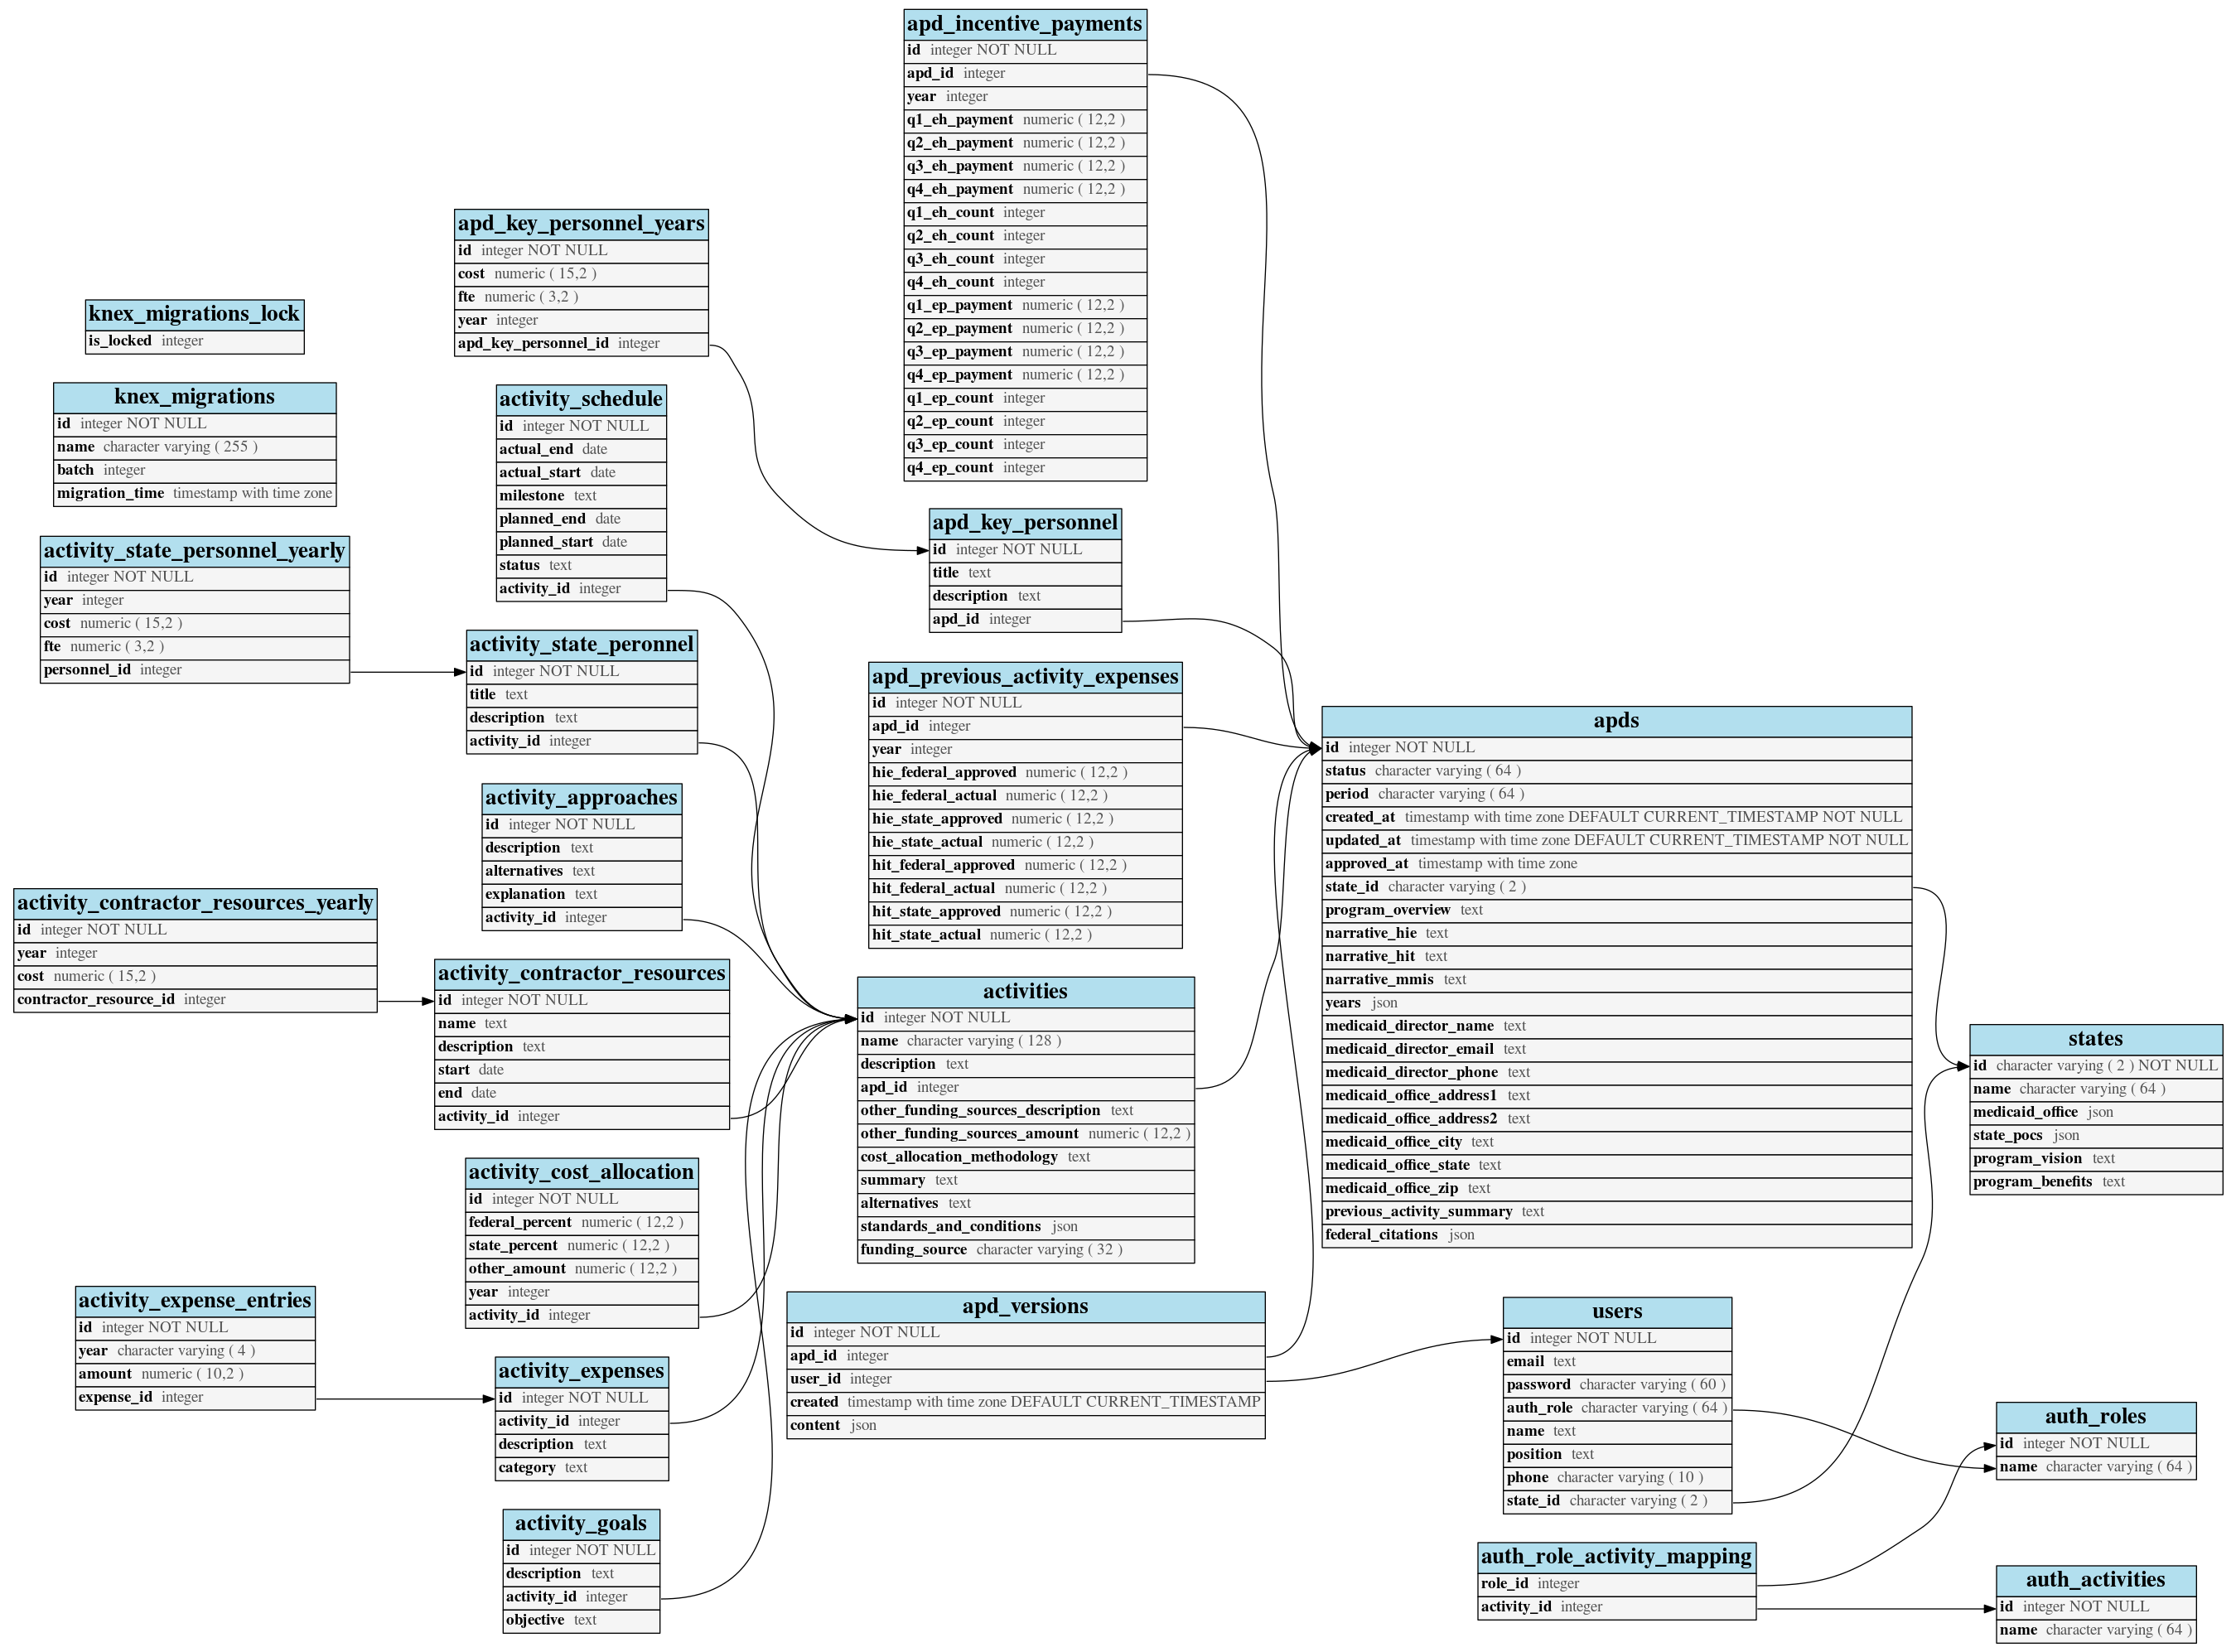 apd_incentive_payments
id integer NOT NULL
apd_id integer
year integer
q1_eh_payment numeric ( 12,2 )
q2_eh_payment numeric ( 12,2 )
q3_eh_payment numeric ( 12,2 )
q4_eh_payment numeric ( 12,2 )
q1_eh_count integer
q2_eh_count integer
q3_eh_count integer
q4_eh_count integer
q1_ep_payment numeric ( 12,2 )
q2_ep_payment numeric ( 12,2 )
q3_ep_payment numeric ( 12,2 )
q4_ep_payment numeric ( 12,2 )
q1_ep_count integer
q2_ep_count integer
q3_ep_count integer
q4_ep_count integer
apd_key_personnel_years
id integer NOT NULL
cost numeric ( 15,2 )
fte numeric ( 3,2 )
year integer
apd_key_personnel_id integer
knex_migrations_lock
is_locked integer
knex_migrations
id integer NOT NULL
name character varying ( 255 )
batch integer
migration_time timestamp with time zone
activity_schedule
id integer NOT NULL
actual_end date
actual_start date
milestone text
planned_end date
planned_start date
status text
activity_id integer
apd_key_personnel
id integer NOT NULL
title text
description text
apd_id integer
activity_state_personnel_yearly
id integer NOT NULL
year integer
cost numeric ( 15,2 )
fte numeric ( 3,2 )
personnel_id integer
activity_state_peronnel
id integer NOT NULL
title text
description text
activity_id integer
apd_previous_activity_expenses
id integer NOT NULL
apd_id integer
year integer
hie_federal_approved numeric ( 12,2 )
hie_federal_actual numeric ( 12,2 )
hie_state_approved numeric ( 12,2 )
hie_state_actual numeric ( 12,2 )
hit_federal_approved numeric ( 12,2 )
hit_federal_actual numeric ( 12,2 )
hit_state_approved numeric ( 12,2 )
hit_state_actual numeric ( 12,2 )
apds
id integer NOT NULL
status character varying ( 64 )
period character varying ( 64 )
created_at timestamp with time zone DEFAULT CURRENT_TIMESTAMP NOT NULL
updated_at timestamp with time zone DEFAULT CURRENT_TIMESTAMP NOT NULL
approved_at timestamp with time zone
state_id character varying ( 2 )
program_overview text
narrative_hie text
narrative_hit text
narrative_mmis text
years json
medicaid_director_name text
medicaid_director_email text
medicaid_director_phone text
medicaid_office_address1 text
medicaid_office_address2 text
medicaid_office_city text
medicaid_office_state text
medicaid_office_zip text
previous_activity_summary text
federal_citations json
activity_approaches
id integer NOT NULL
description text
alternatives text
explanation text
activity_id integer
activity_contractor_resources_yearly
id integer NOT NULL
year integer
cost numeric ( 15,2 )
contractor_resource_id integer
activity_contractor_resources
id integer NOT NULL
name text
description text
start date
end date
activity_id integer
activities
id integer NOT NULL
name character varying ( 128 )
description text
apd_id integer
other_funding_sources_description text
other_funding_sources_amount numeric ( 12,2 )
cost_allocation_methodology text
summary text
alternatives text
standards_and_conditions json
funding_source character varying ( 32 )
states
id character varying ( 2 ) NOT NULL
name character varying ( 64 )
medicaid_office json
state_pocs json
program_vision text
program_benefits text
activity_cost_allocation
id integer NOT NULL
federal_percent numeric ( 12,2 )
state_percent numeric ( 12,2 )
other_amount numeric ( 12,2 )
year integer
activity_id integer
activity_expense_entries
id integer NOT NULL
year character varying ( 4 )
amount numeric ( 10,2 )
expense_id integer
activity_expenses
id integer NOT NULL
activity_id integer
description text
category text
apd_versions
id integer NOT NULL
apd_id integer
user_id integer
created timestamp with time zone DEFAULT CURRENT_TIMESTAMP
content json
users
id integer NOT NULL
email text
password character varying ( 60 )
auth_role character varying ( 64 )
name text
position text
phone character varying ( 10 )
state_id character varying ( 2 )
auth_roles
id integer NOT NULL
name character varying ( 64 )
activity_goals
id integer NOT NULL
description text
activity_id integer
objective text
auth_role_activity_mapping
role_id integer
activity_id integer
auth_activities
id integer NOT NULL
name character varying ( 64 )